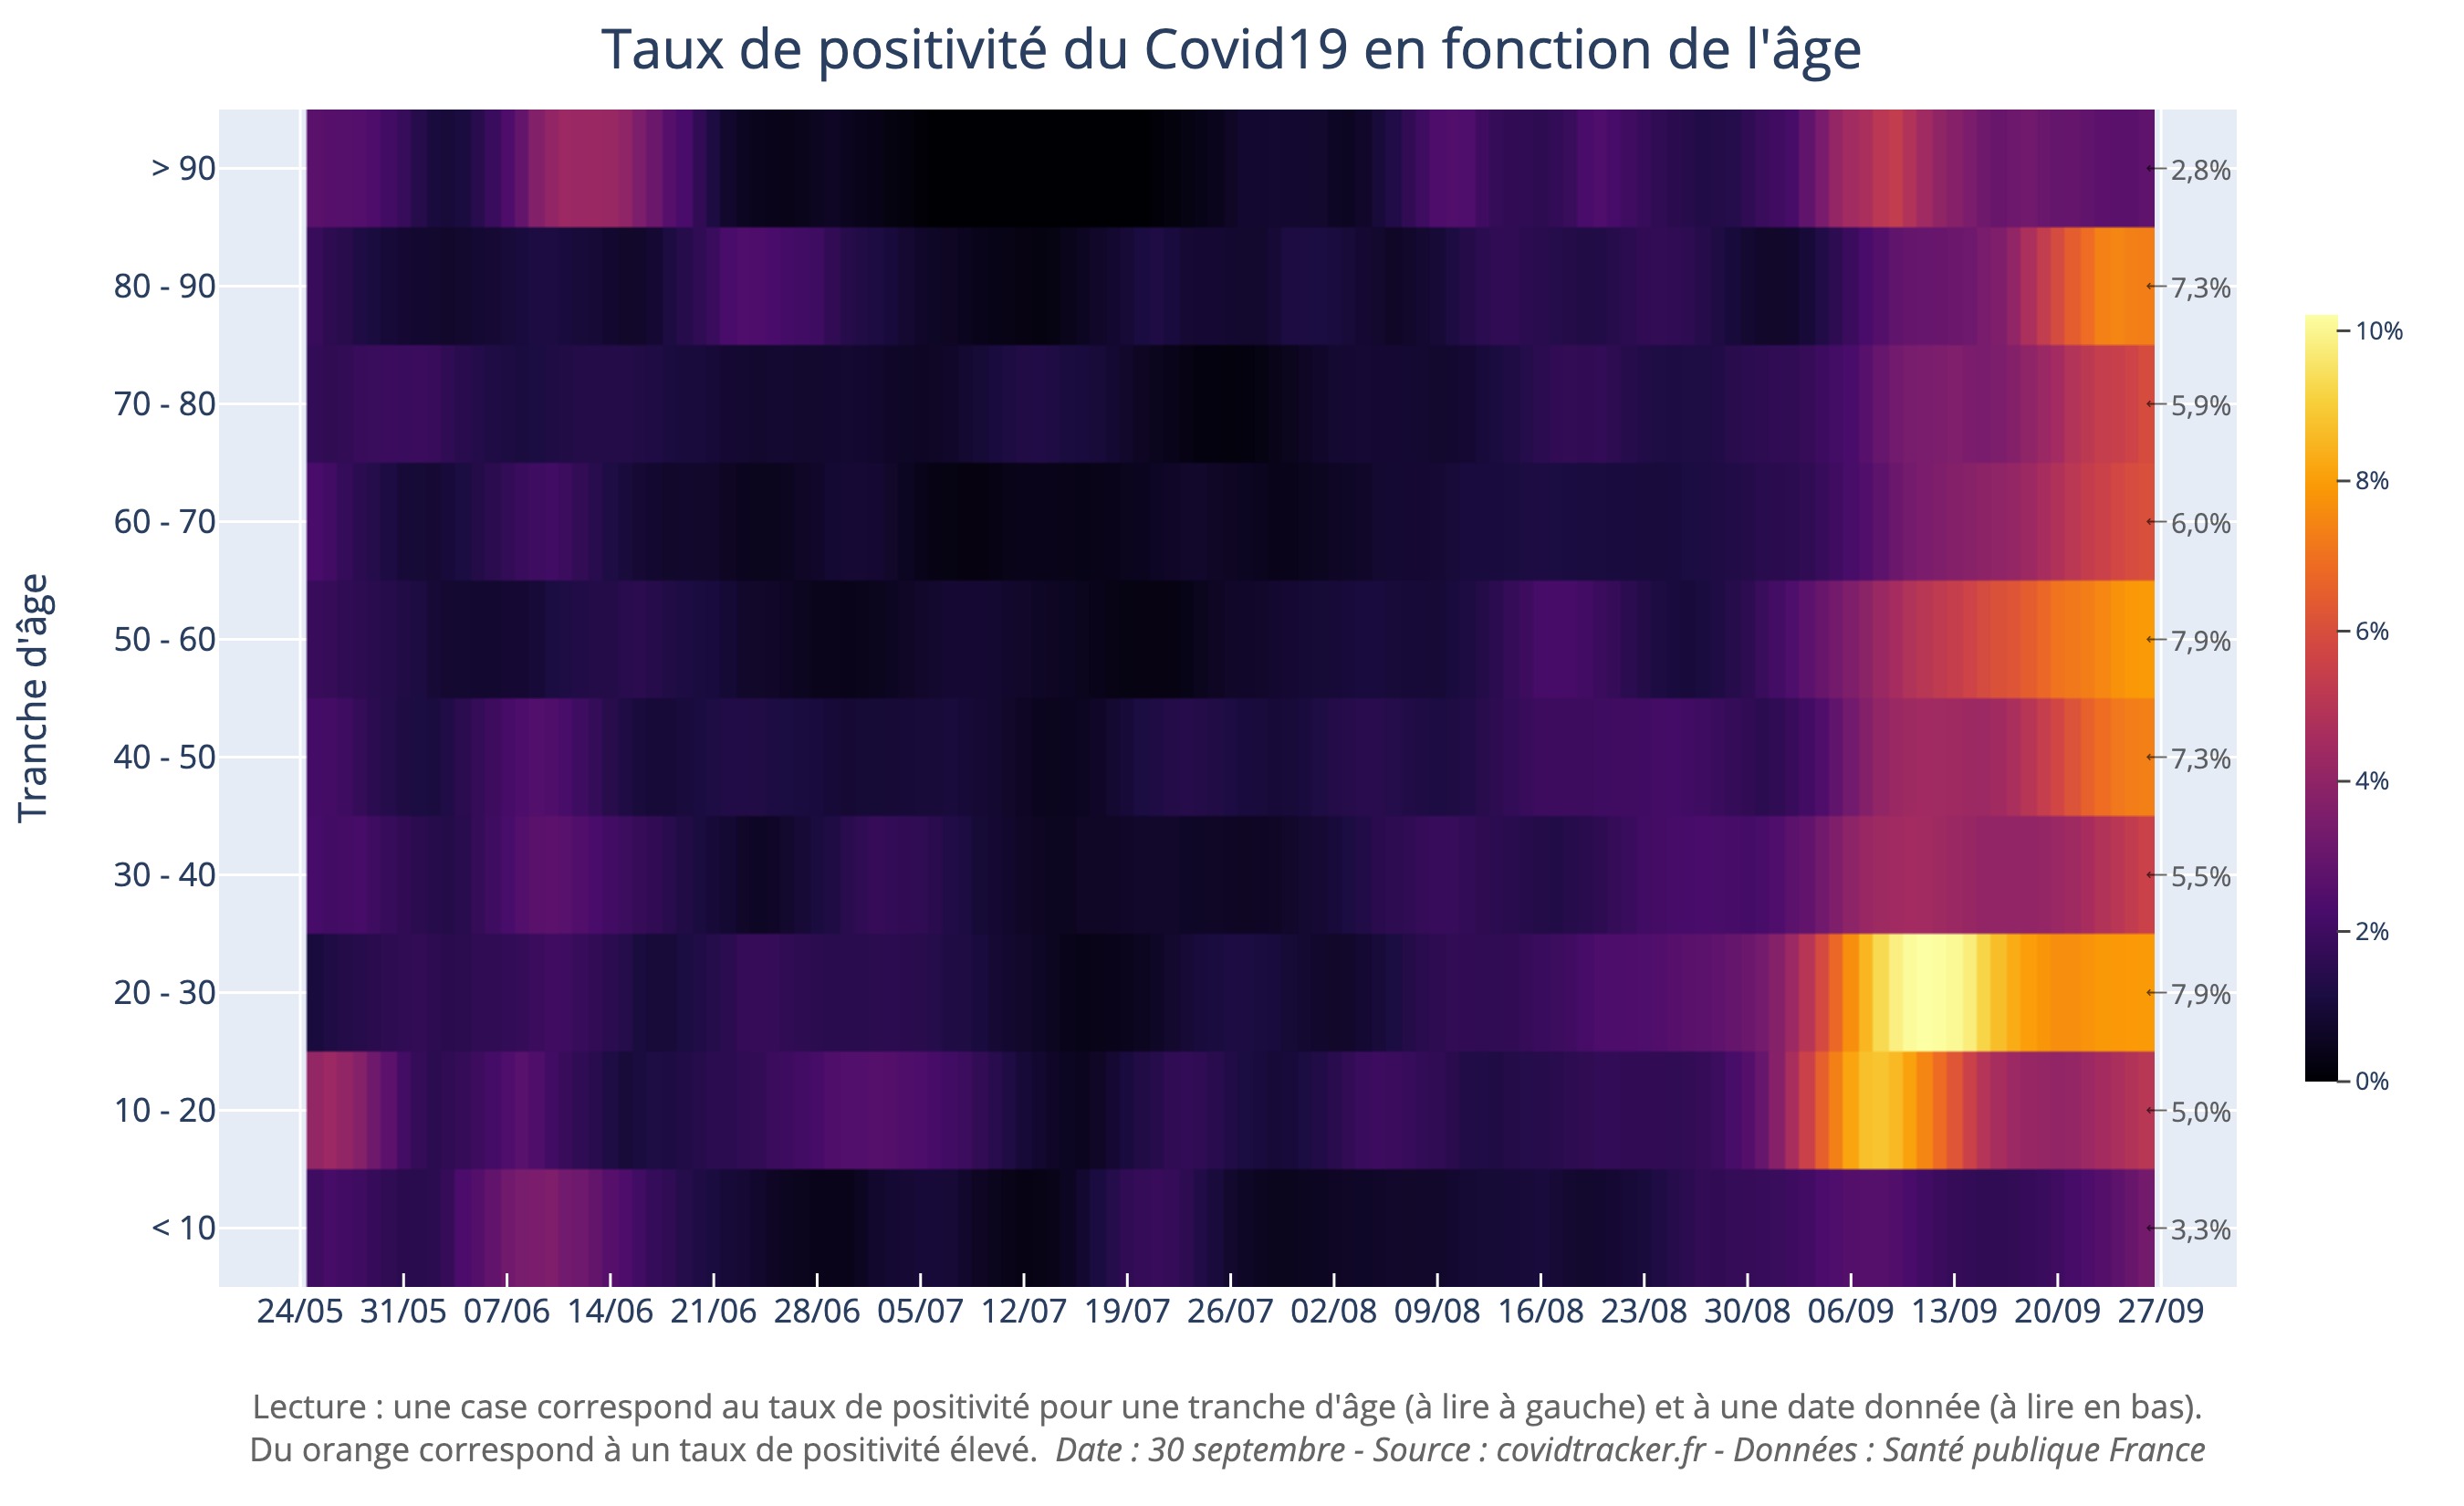 Taux de positivité du Covid19 en fonction de l'âge
Tranche d'âge
> 90
80 - 90
70 - 80
60 - 70
50 - 60
40 - 50
30 - 40
20 - 30
10 - 20
< 10
2,8%
7,3%
5,9%
6,0%
7,9%
7,3%
5,5%
7,9%
5,0%
3,3%
10%
8%
6%
4%
2%
0%
24/05 31/05 07/06 14/06 21/06 28/06 05/07 12/07 19/07 26/07 02/08 09/08 16/08 23/08 30/08 06/09 13/09 20/09 27/09
Lecture : une case correspond au taux de positivité pour une tranche d'âge (à lire à gauche) et à une date donnée (à lire en bas).
Du orange correspond à un taux de positivité élevé. Date : 30 septembre - Source : covidtracker.fr - Données : Santé publique France